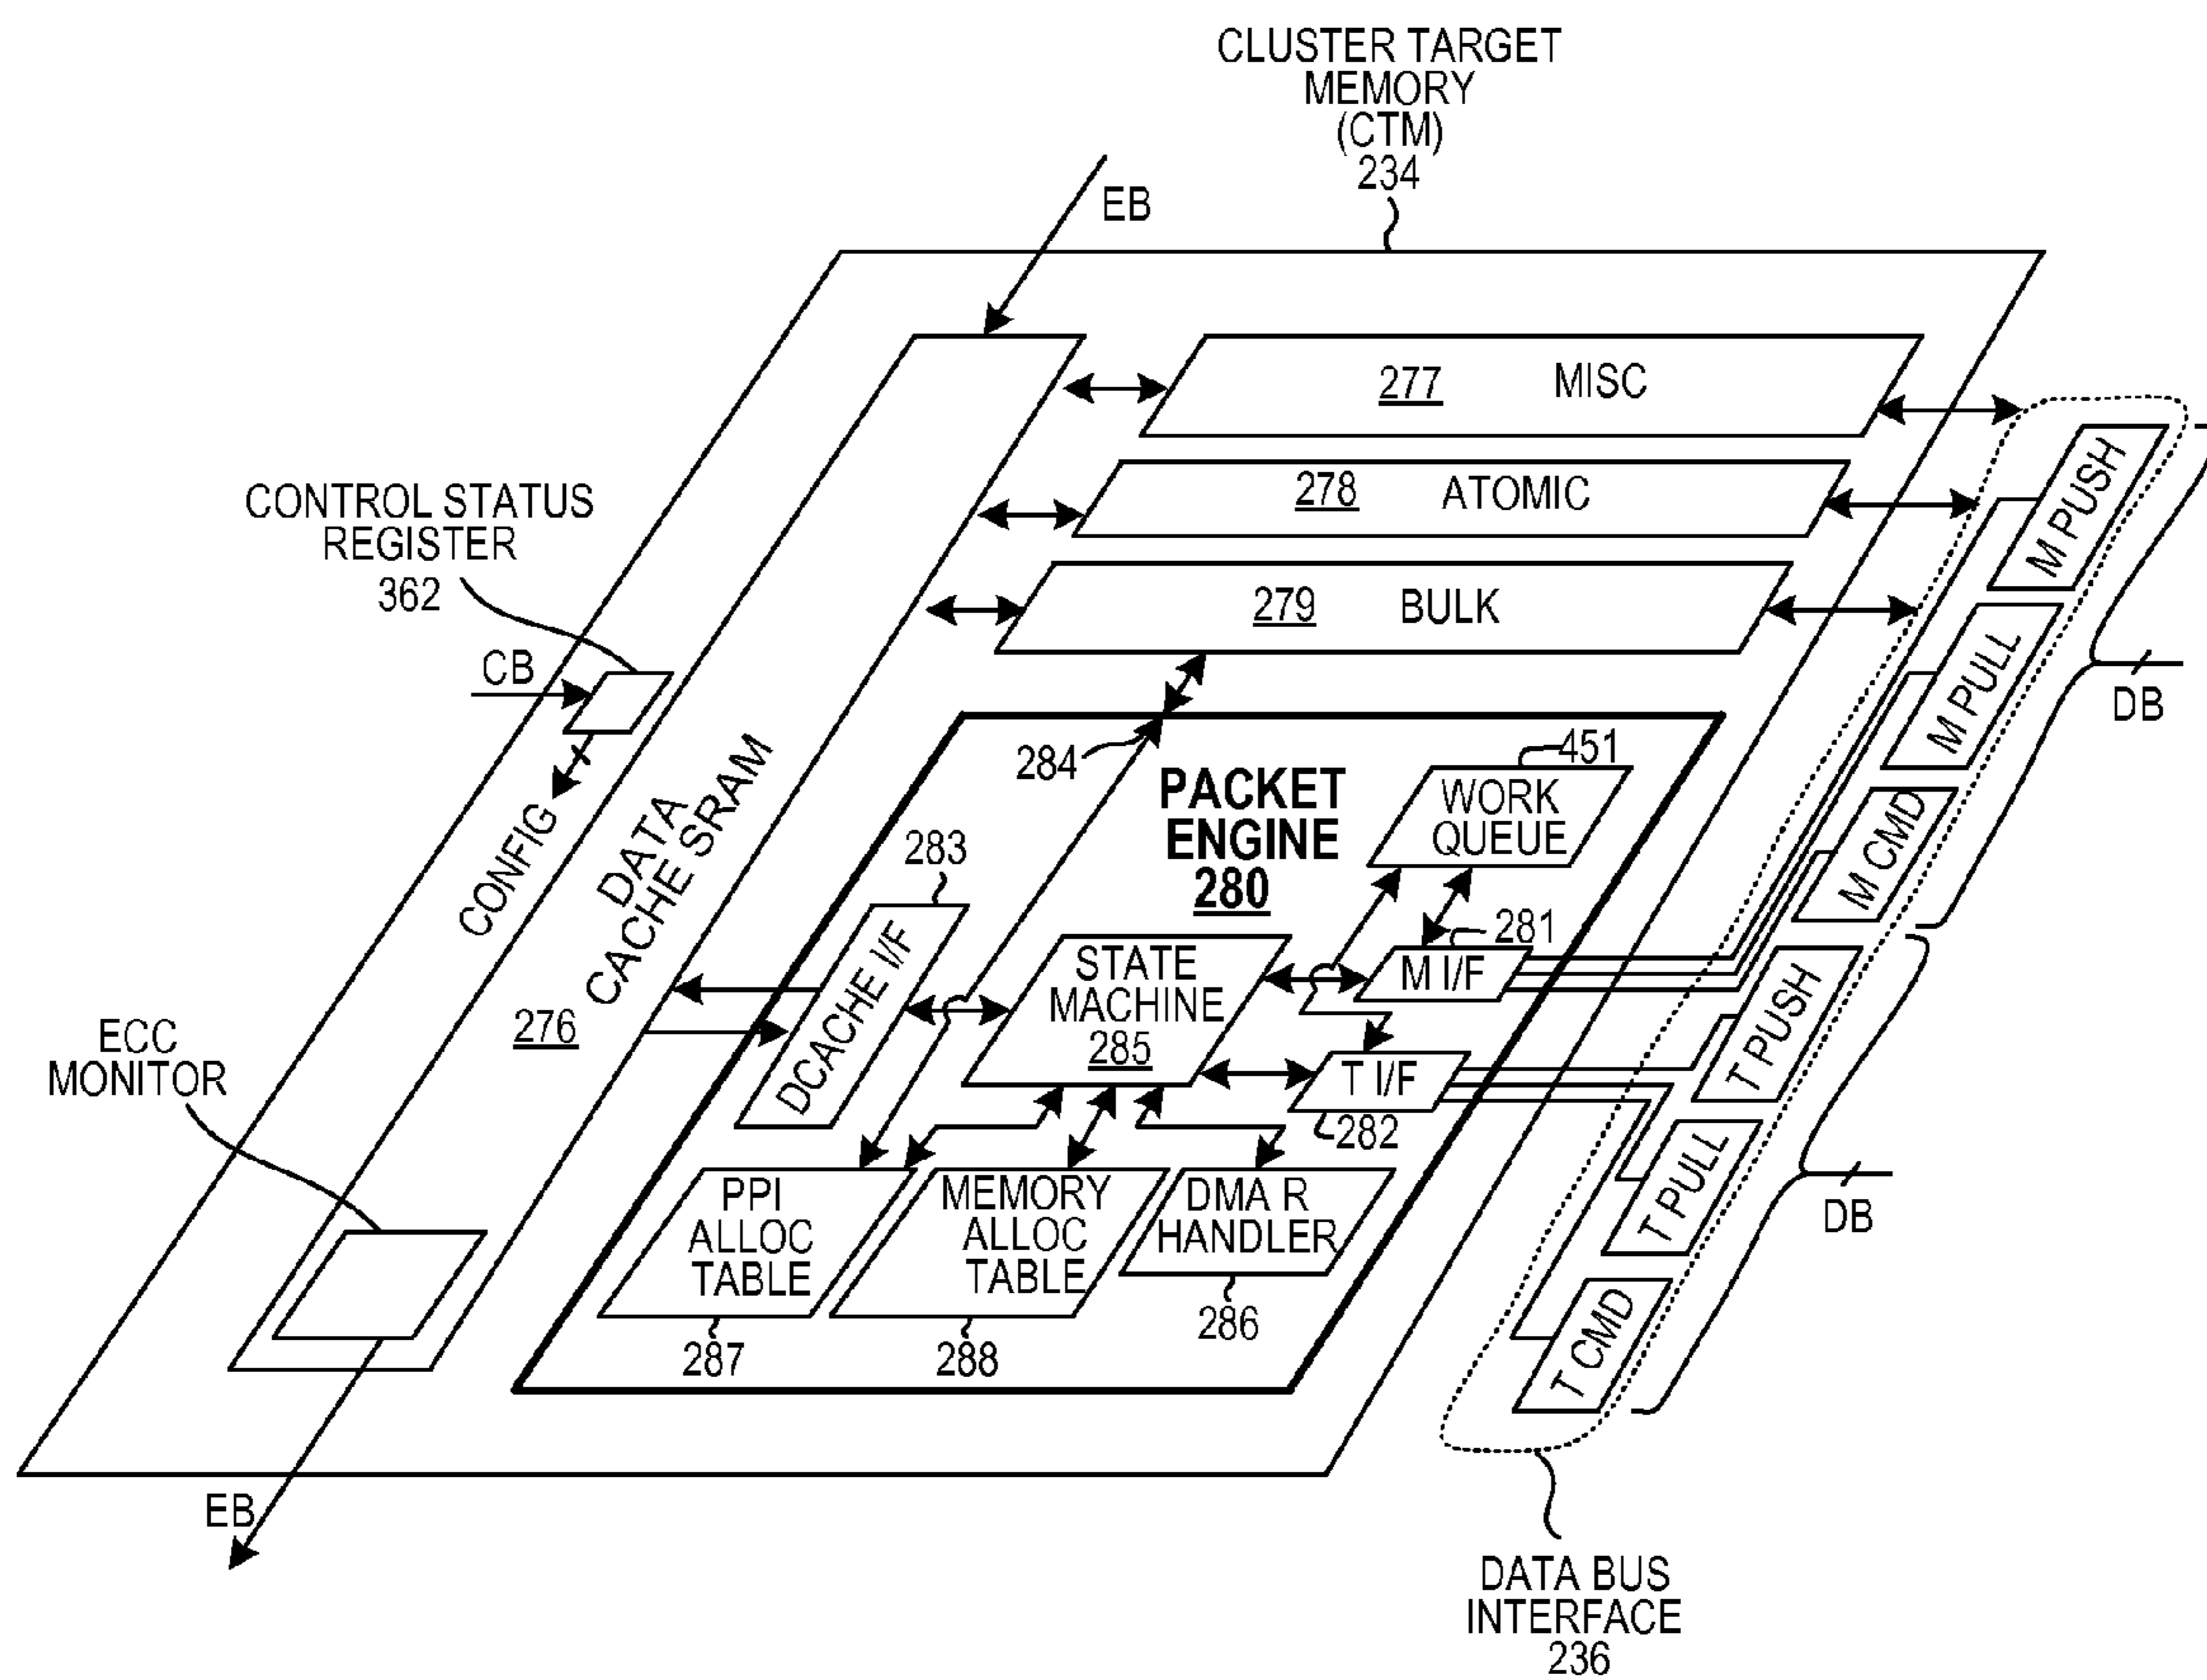 CLUSTER TARGET
MEMORY
(CTM)
234
EB
277 MISC
278 ATOMIC
279 BULK
CONTROL STATUS
REGISTER
362
CB
CONFIG
DATA
CACHE SRAM
276
ECC
MONITOR
EB
284
PACKET
ENGINE
280
451
WORK
QUEUE
283
DCACHE I/F
STATE
MACHINE
285
281
M I/F
T I/F
282
PPI
ALLOC
TABLE
287
MEMORY
ALLOC
TABLE
288
DMA R
HANDLER
286
M PUSH
M PULL
M CMD
DB
T PUSH
T PULL
T CMD
DB
DATA BUS
INTERFACE
236